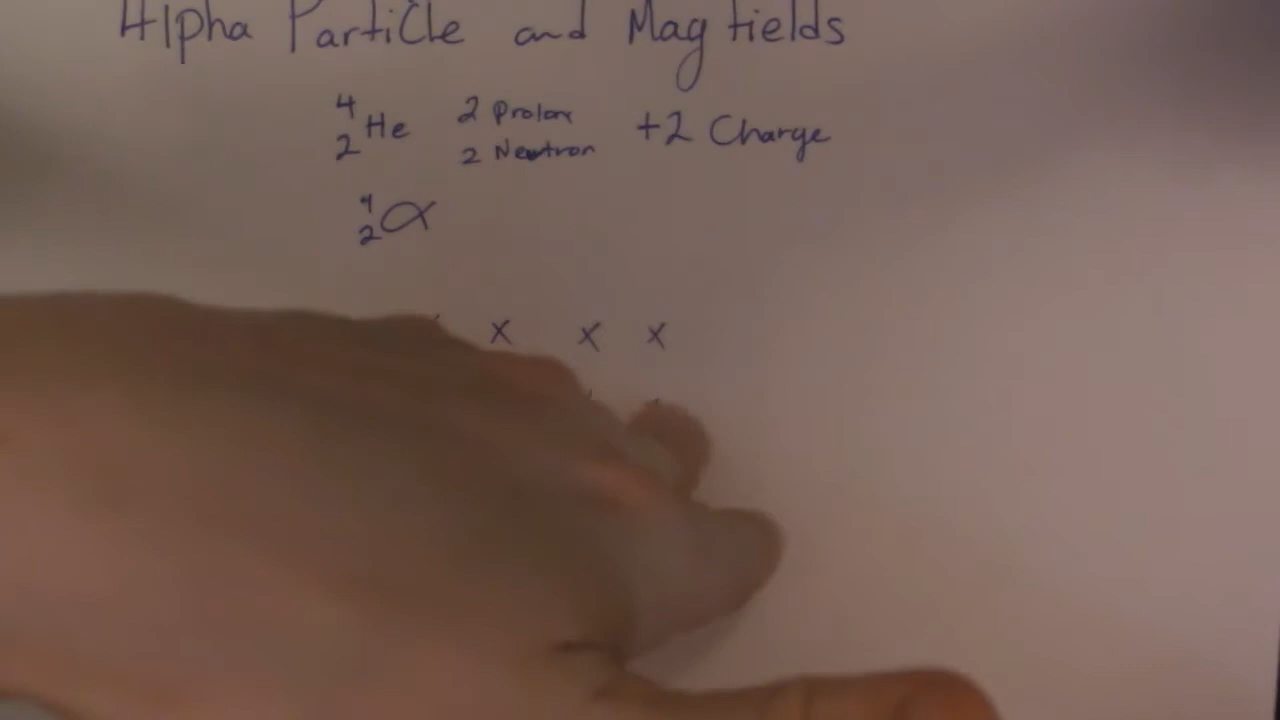 Alpha Particle and Mag fields
4 2 He 2 Proton +2 Charge
2 Neutron
4 2 α
x x x